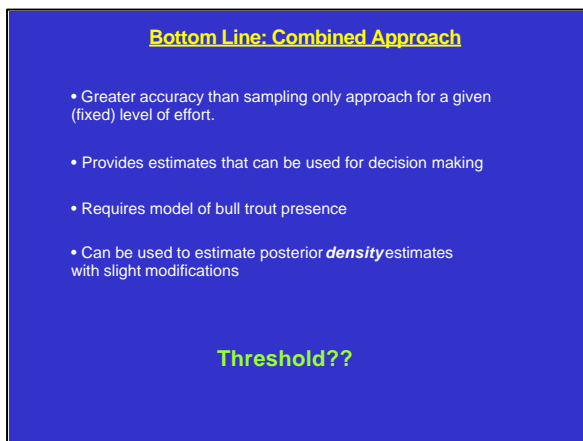 Bottom Line: Combined Approach
• Greater accuracy than sampling only approach for a given
(fixed) level of effort.
• Provides estimates that can be used for decision making
• Requires model of bull trout presence
• Can be used to estimate posterior density estimates
with slight modifications
Threshold??